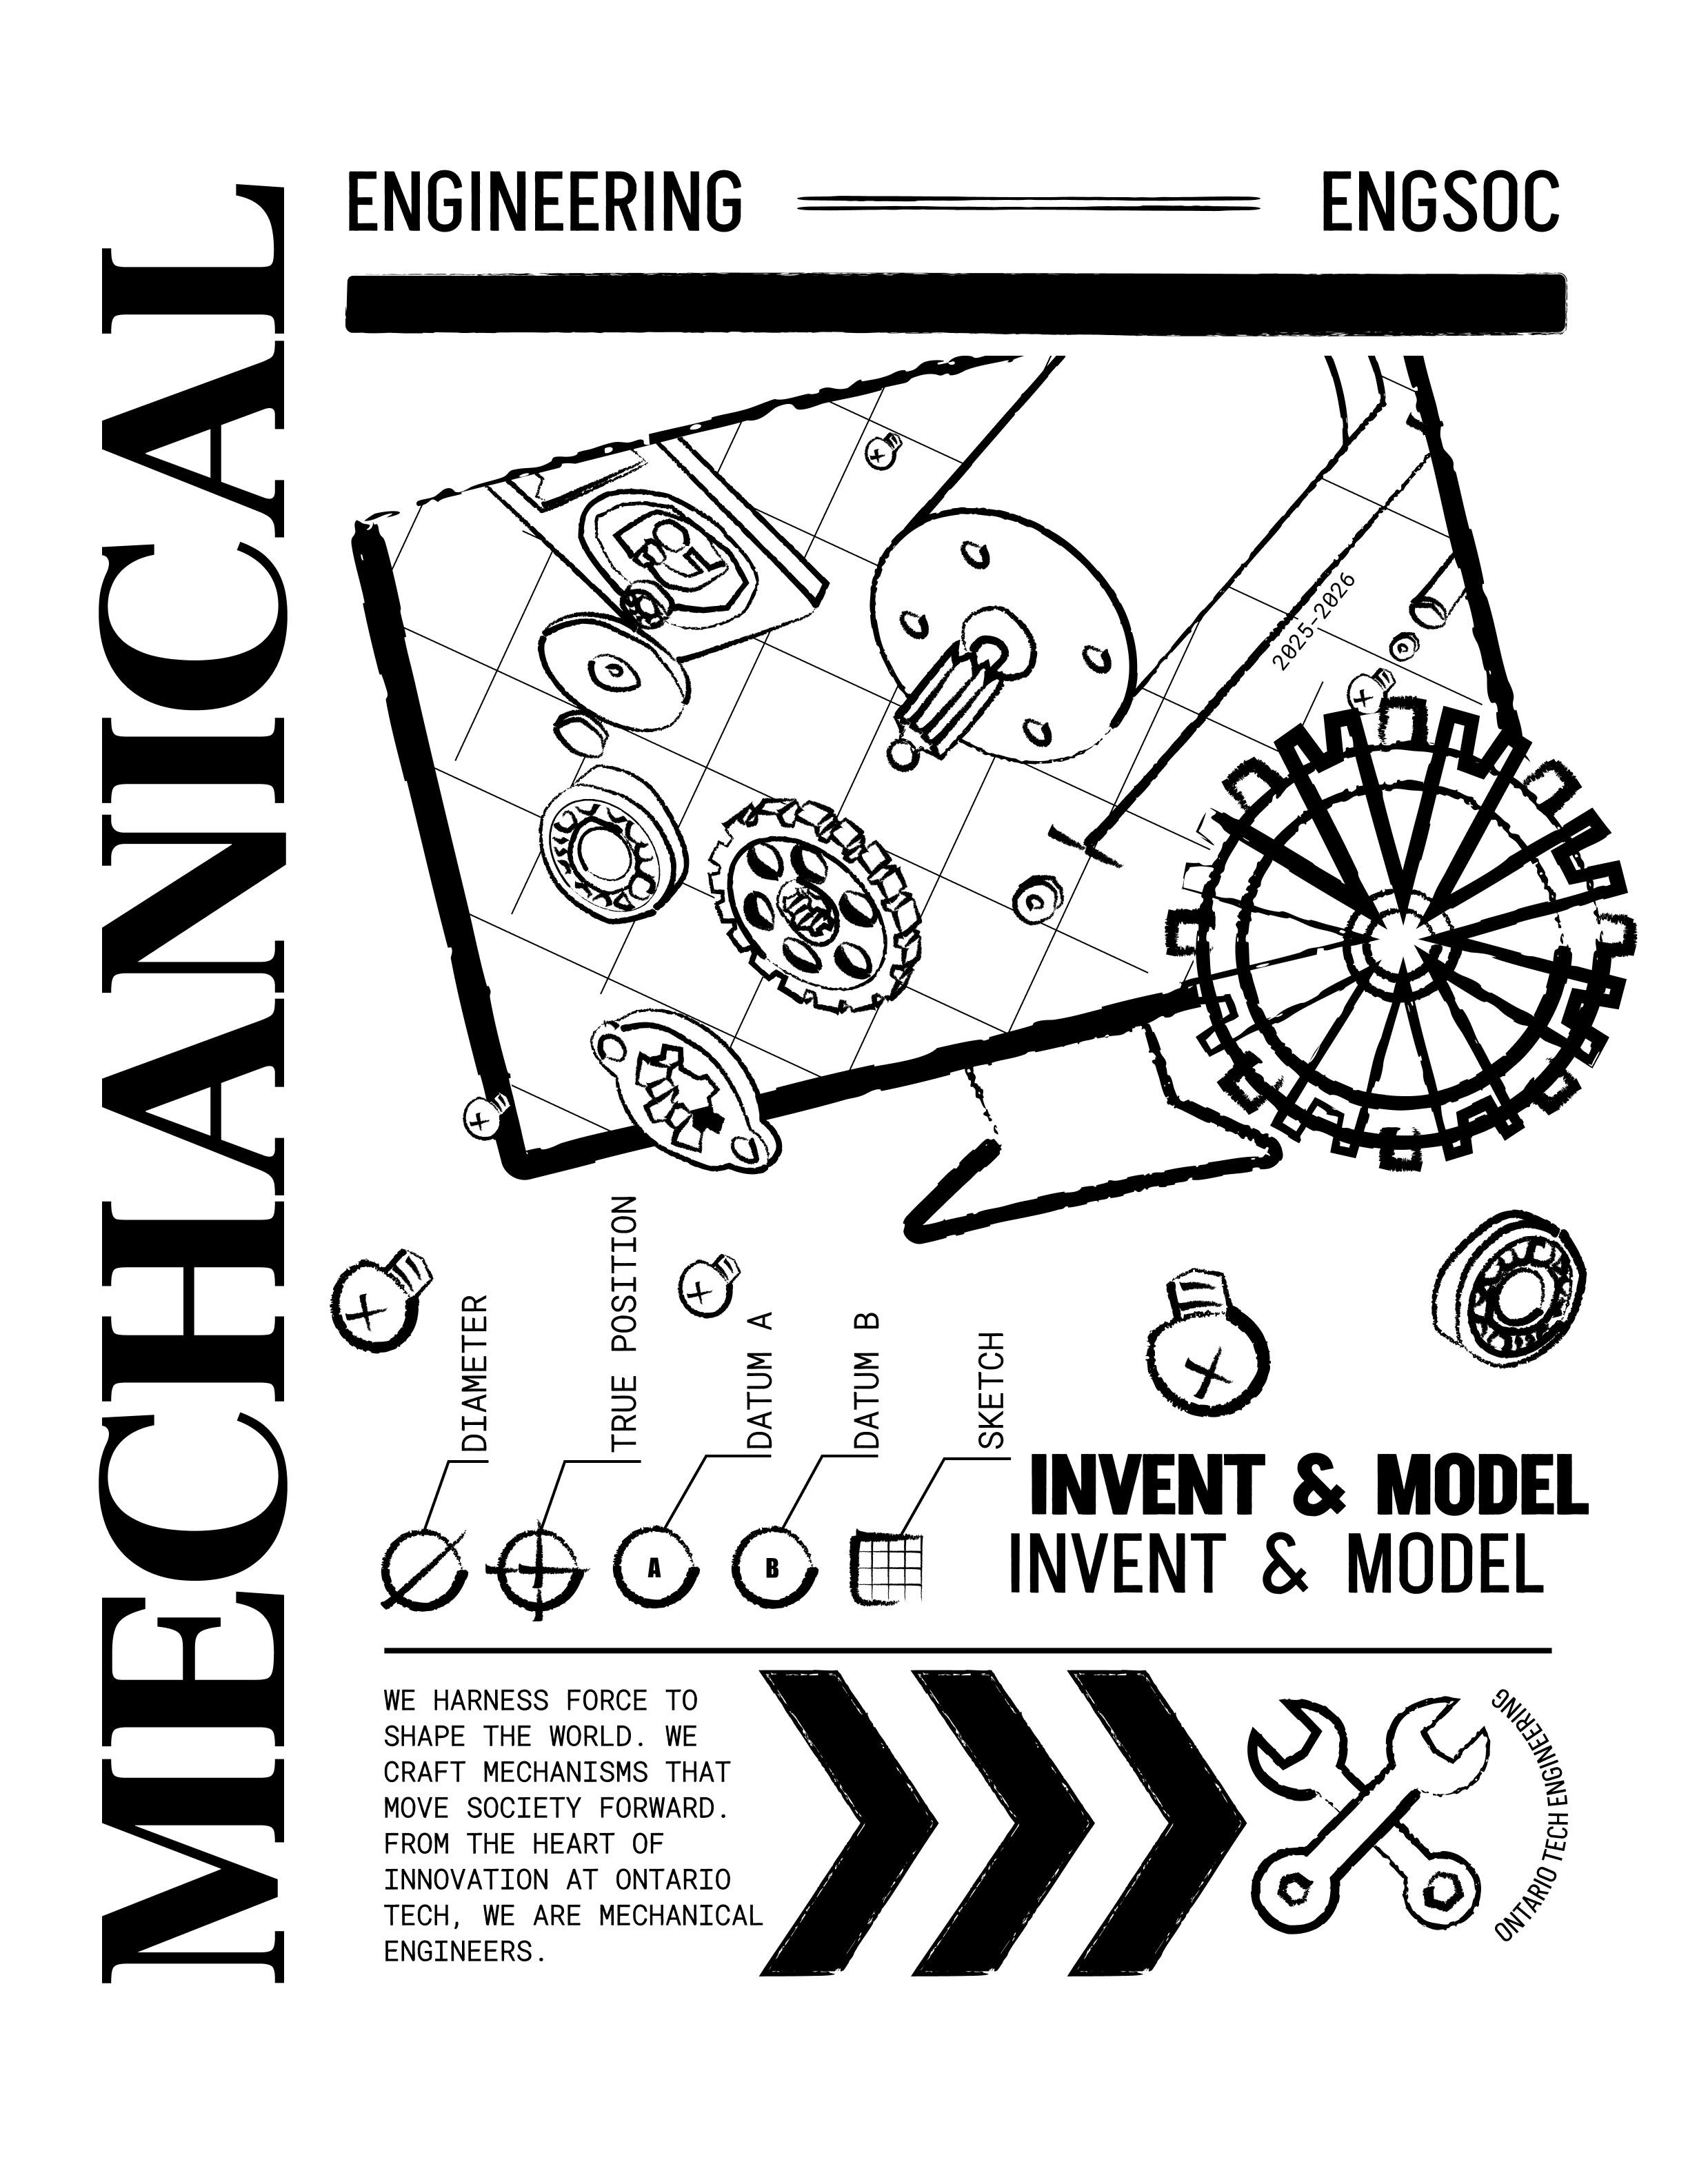 MECHANICAL
ENGINEERING
ENGSOC
2025-2026
DIAMETER
TRUE POSITION
DATUM A
DATUM B
SKETCH
A
B
INVENT & MODEL
INVENT & MODEL
WE HARNESS FORCE TO
SHAPE THE WORLD. WE
CRAFT MECHANISMS THAT
MOVE SOCIETY FORWARD.
FROM THE HEART OF
INNOVATION AT ONTARIO
TECH, WE ARE MECHANICAL
ENGINEERS.
ONTARIO TECH ENGINEERING